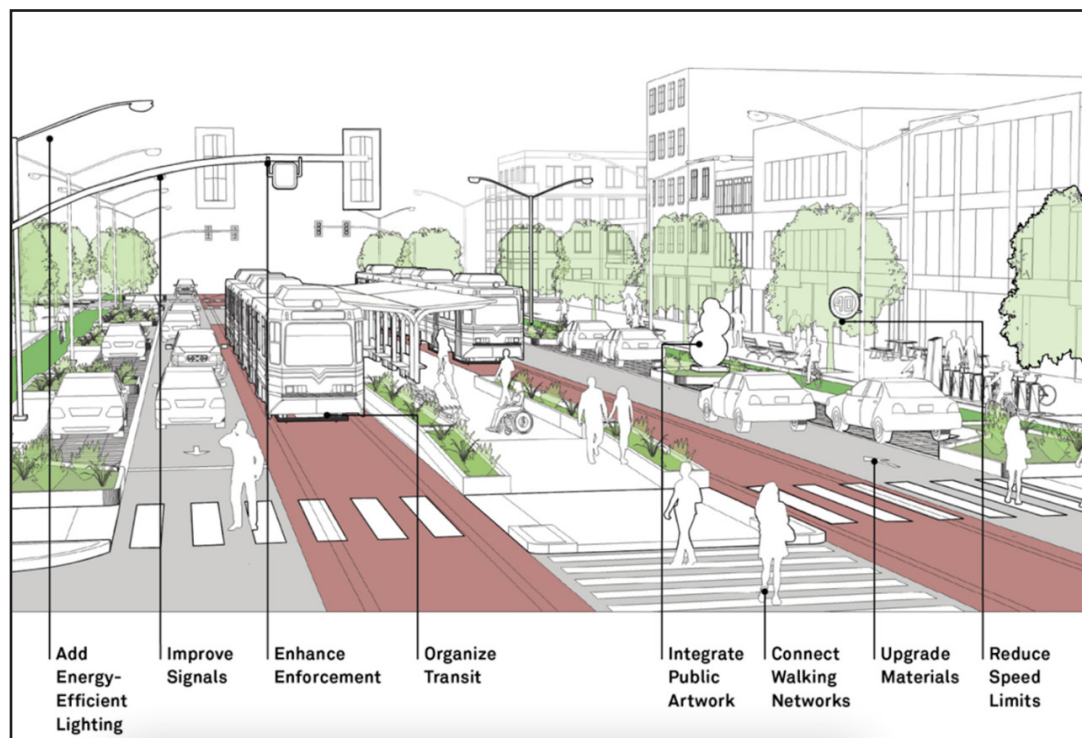 40
Add
Energy-
Efficient
Lighting
Improve
Signals
Enhance
Enforcement
Organize
Transit
Integrate
Public
Artwork
Connect
Walking
Networks
Upgrade
Materials
Reduce
Speed
Limits